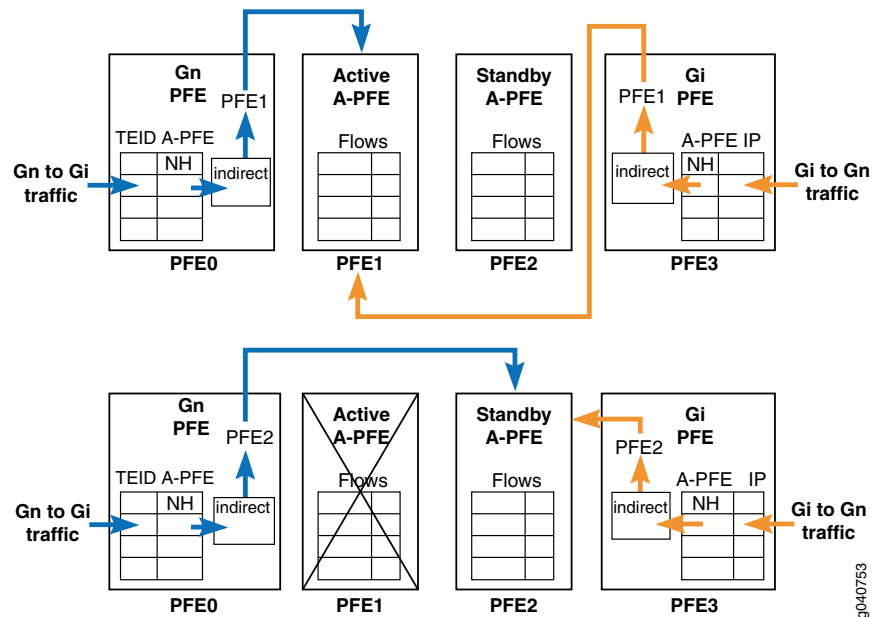 Gn
PFE
PFE1
TEID A-PFE
NH
indirect
Gn to Gi
traffic
PFE0
Active
A-PFE
Flows
PFE1
Standby
A-PFE
Flows
PFE2
Gi
PFE
PFE1
A-PFE IP
NH
indirect
Gi to Gn
traffic
PFE3
Gn
PFE
PFE2
TEID A-PFE
NH
indirect
Gn to Gi
traffic
PFE0
Active
A-PFE
Flows
PFE1
Standby
A-PFE
Flows
PFE2
Gi
PFE
PFE2
A-PFE IP
NH
indirect
Gi to Gn
traffic
PFE3
g040753